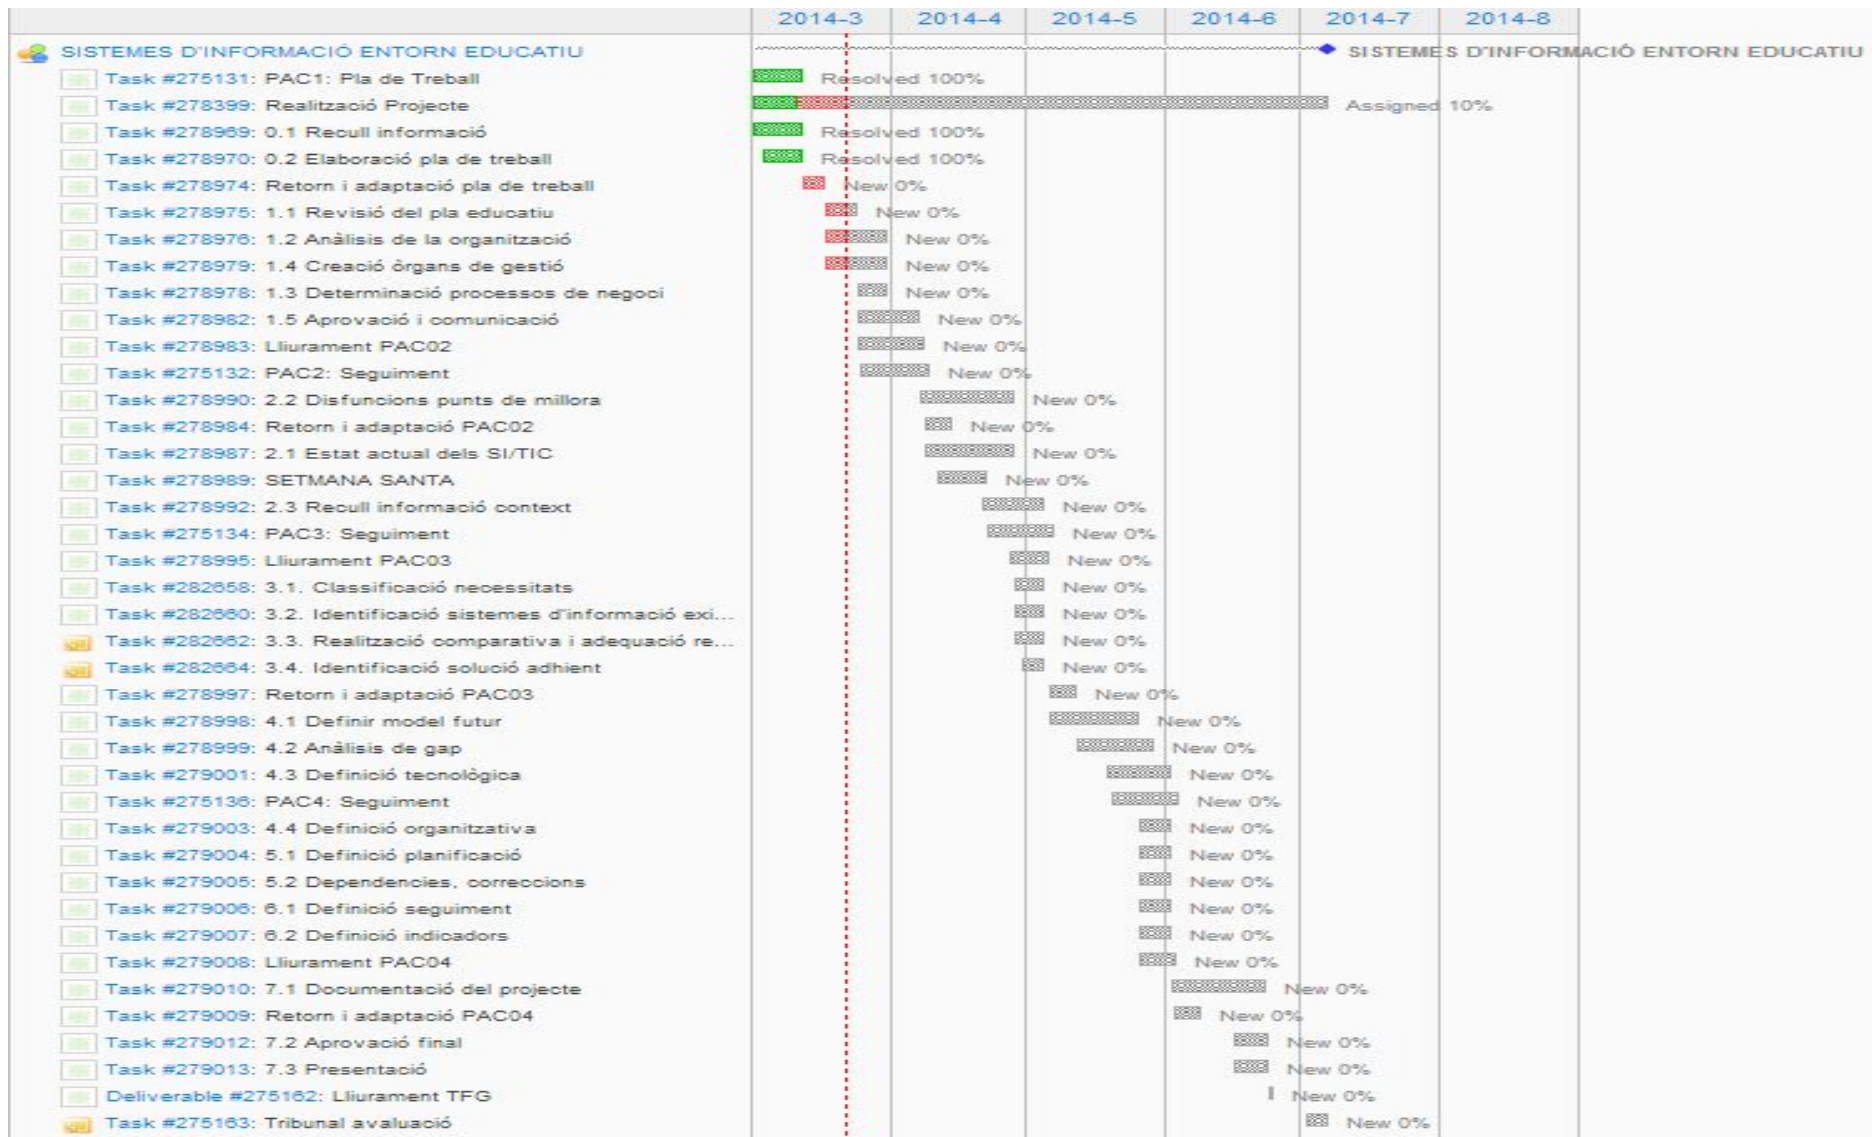 2014-3 2014-4 2014-5 2014-6 2014-7 2014-8
SISTEMES D'INFORMACIÓ ENTORN EDUCATIU SISTEMES D'INFORMACIÓ ENTORN EDUCATIU
Task #275131: PAC1: Pla de Treball Resolved 100%
Task #278399: Realització Projecte Assigned 10%
Task #278969: 0.1 Recull informació Resolved 100%
Task #278970: 0.2 Elaboració pla de treball Resolved 100%
Task #278974: Retorn i adaptació pla de treball New 0%
Task #278975: 1.1 Revisió del pla educatiu New 0%
Task #278976: 1.2 Anàlisis de la organització New 0%
Task #278979: 1.4 Creació òrgans de gestió New 0%
Task #278978: 1.3 Determinació processos de negoci New 0%
Task #278982: 1.5 Aprovació i comunicació New 0%
Task #278983: Lliurament PAC02 New 0%
Task #275132: PAC2: Seguiment New 0%
Task #278990: 2.2 Disfuncions punts de millora New 0%
Task #278984: Retorn i adaptació PAC02 New 0%
Task #278987: 2.1 Estat actual dels SI/TIC New 0%
Task #278989: SETMANA SANTA New 0%
Task #278992: 2.3 Recull informació context New 0%
Task #275134: PAC3: Seguiment New 0%
Task #278995: Lliurament PAC03 New 0%
Task #282658: 3.1. Classificació necessitats New 0%
Task #282660: 3.2. Identificació sistemes d'informació exi... New 0%
Task #282662: 3.3. Realització comparativa i adequació re... New 0%
Task #282664: 3.4. Identificació solució adhient New 0%
Task #278997: Retorn i adaptació PAC03 New 0%
Task #278998: 4.1 Definir model futur New 0%
Task #278999: 4.2 Anàlisis de gap New 0%
Task #279001: 4.3 Definició tecnològica New 0%
Task #275136: PAC4: Seguiment New 0%
Task #279003: 4.4 Definició organitzativa New 0%
Task #279004: 5.1 Definició planificació New 0%
Task #279005: 5.2 Dependencies, correccions New 0%
Task #279006: 6.1 Definició seguiment New 0%
Task #279007: 6.2 Definició indicadors New 0%
Task #279008: Lliurament PAC04 New 0%
Task #279010: 7.1 Documentació del projecte New 0%
Task #279009: Retorn i adaptació PAC04 New 0%
Task #279012: 7.2 Aprovació final New 0%
Task #279013: 7.3 Presentació New 0%
Deliverable #275162: Lliurament TFG New 0%
Task #275163: Tribunal avaluació New 0%